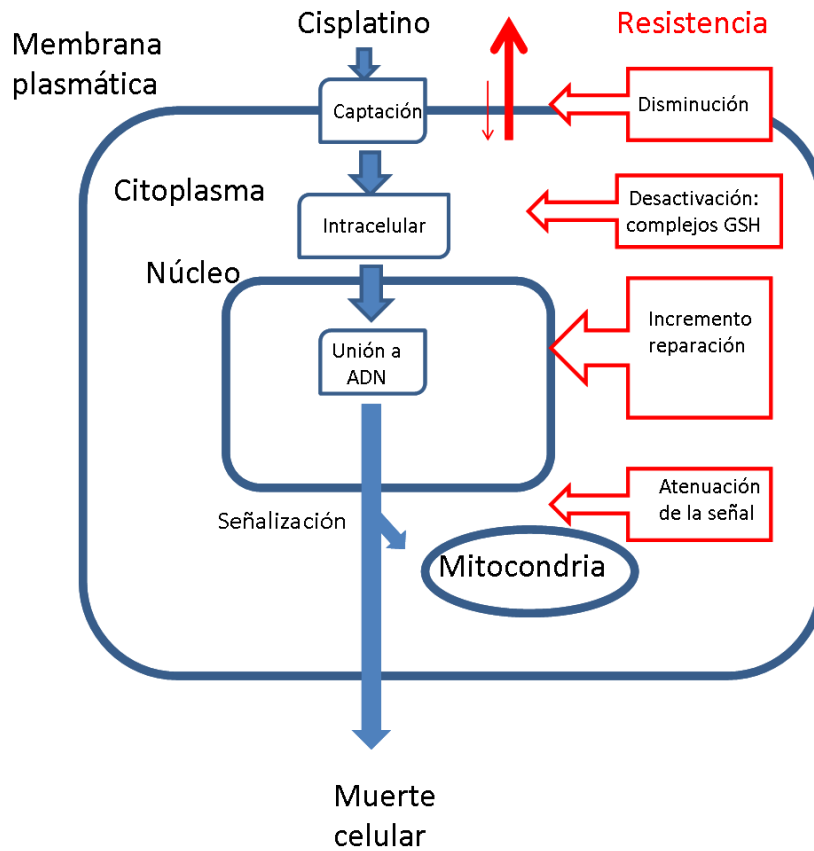 Cisplatino
Resistencia
Membrana
plasmática
Captación
Disminución
Citoplasma
Intracelular
Desactivación:
complejos GSH
Núcleo
Unión a
ADN
Incremento
reparación
Señalización
Atenuación
de la señal
Mitocondria
Muerte
celular